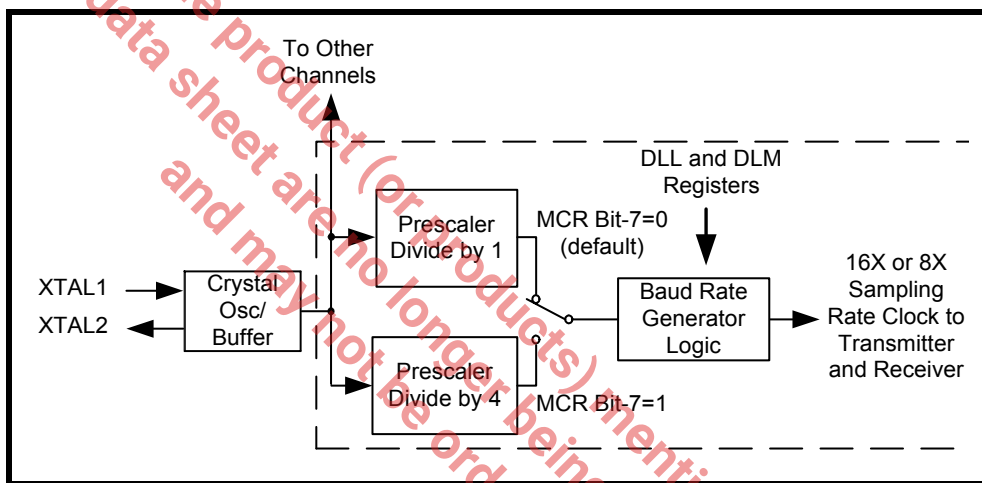 To Other
Channels
DLL and DLM
Registers
Prescaler
Divide by 1
MCR Bit-7=0
(default)
XTAL1
XTAL2
Crystal
Osc/
Buffer
Baud Rate
Generator
Logic
16X or 8X
Sampling
Rate Clock to
Transmitter
and Receiver
Prescaler
Divide by 4
MCR Bit-7=1
product (or products)
data sheet are no longer being
and may not be